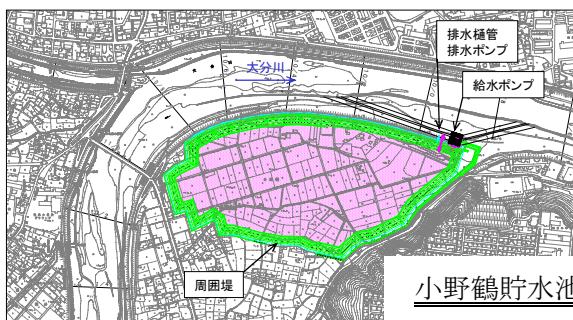 排水樋管
排水ポンプ
給水ポンプ
大分川
周囲堤
小野鶴貯水池